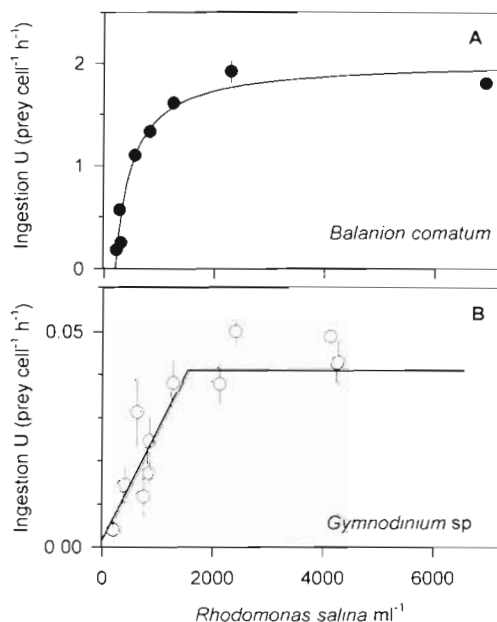 A
Ingestion U (prey cell⁻¹ h⁻¹)
2
1
0
Balanion comatum
B
Ingestion U (prey cell⁻¹ h⁻¹)
0.05
0 00
Gymnodinium sp
0
2000
4000
6000
Rhodomonas salina ml⁻¹